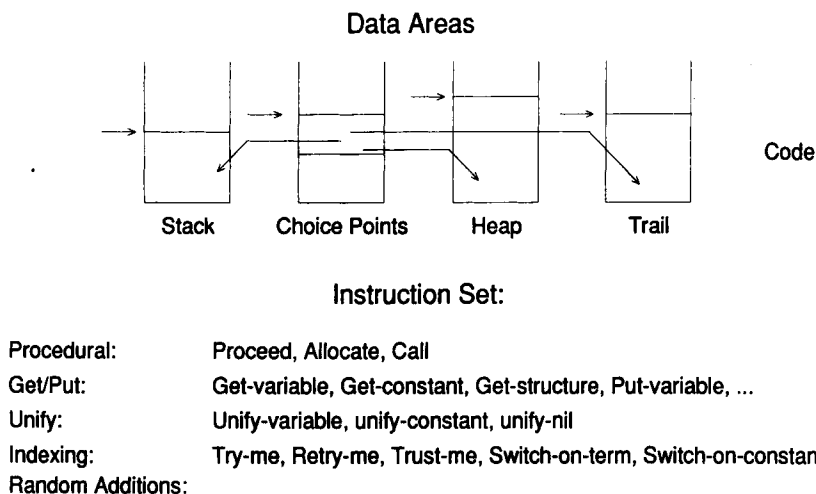 Data Areas
Code
Stack Choice Points Heap Trail
Instruction Set:
Procedural: Proceed, Allocate, Call
Get/Put: Get-variable, Get-constant, Get-structure, Put-variable, ...
Unify: Unify-variable, unify-constant, unify-nil
Indexing: Try-me, Retry-me, Trust-me, Switch-on-term, Switch-on-constan
Random Additions: